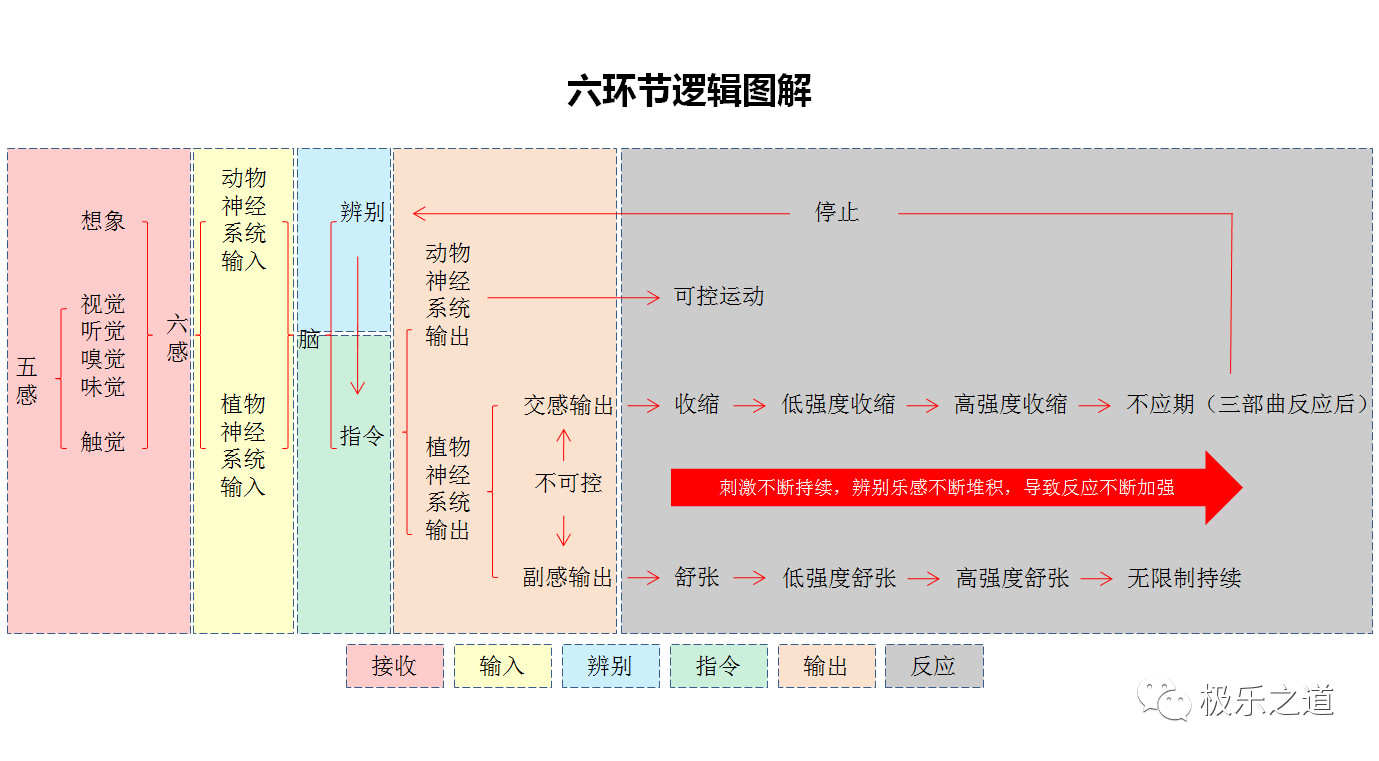 六环节逻辑图解
五感
想象
视觉
听觉
嗅觉
味觉
触觉
六感
动物
神经
系统
输入
植物
神经
系统
输入
脑
辨别
指令
动物
神经
系统
输出
植物
神经
系统
输出
交感输出
不可控
副感输出
停止
可控运动
收缩
低强度收缩
高强度收缩
不应期（三部曲反应后）
刺激不断持续，辨别乐感不断堆积，导致反应不断加强
舒张
低强度舒张
高强度舒张
无限制持续
接收
输入
辨别
指令
输出
反应
极乐之道